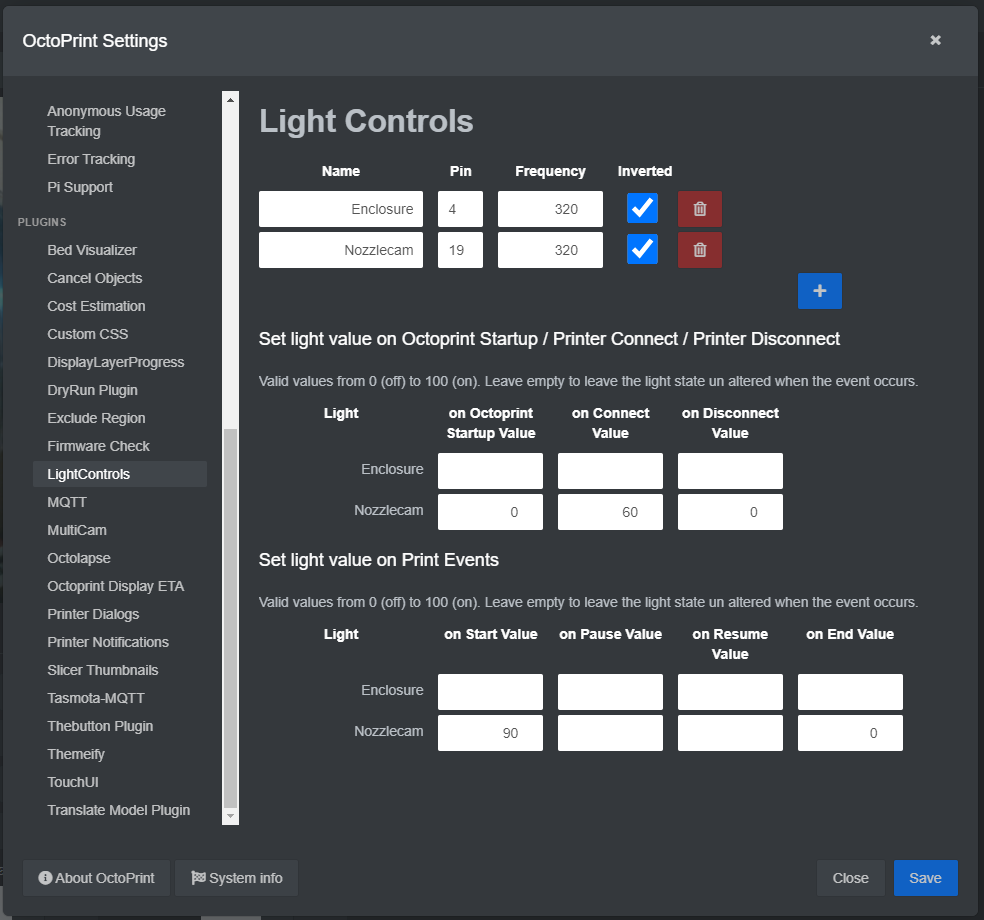 OctoPrint Settings
Anonymous Usage
Tracking
Error Tracking
Pi Support
PLUGINS
Bed Visualizer
Cancel Objects
Cost Estimation
Custom CSS
DisplayLayerProgress
DryRun Plugin
Exclude Region
Firmware Check
LightControls
MQTT
MultiCam
Octolapse
Octoprint Display ETA
Printer Dialogs
Printer Notifications
Slicer Thumbnails
Tasmota-MQTT
Thebutton Plugin
Themeify
TouchUI
Translate Model Plugin
Light Controls
Name Pin Frequency Inverted
Enclosure 4 320
Nozzlecam 19 320
+
Set light value on Octoprint Startup / Printer Connect / Printer Disconnect
Valid values from 0 (off) to 100 (on). Leave empty to leave the light state un altered when the event occurs.
Light on Octoprint on Connect on Disconnect
Startup Value Value Value
Enclosure
Nozzlecam 0 60 0
Set light value on Print Events
Valid values from 0 (off) to 100 (on). Leave empty to leave the light state un altered when the event occurs.
Light on Start Value on Pause Value on Resume on End Value
Value
Enclosure
Nozzlecam 90 0
About OctoPrint System info Close Save